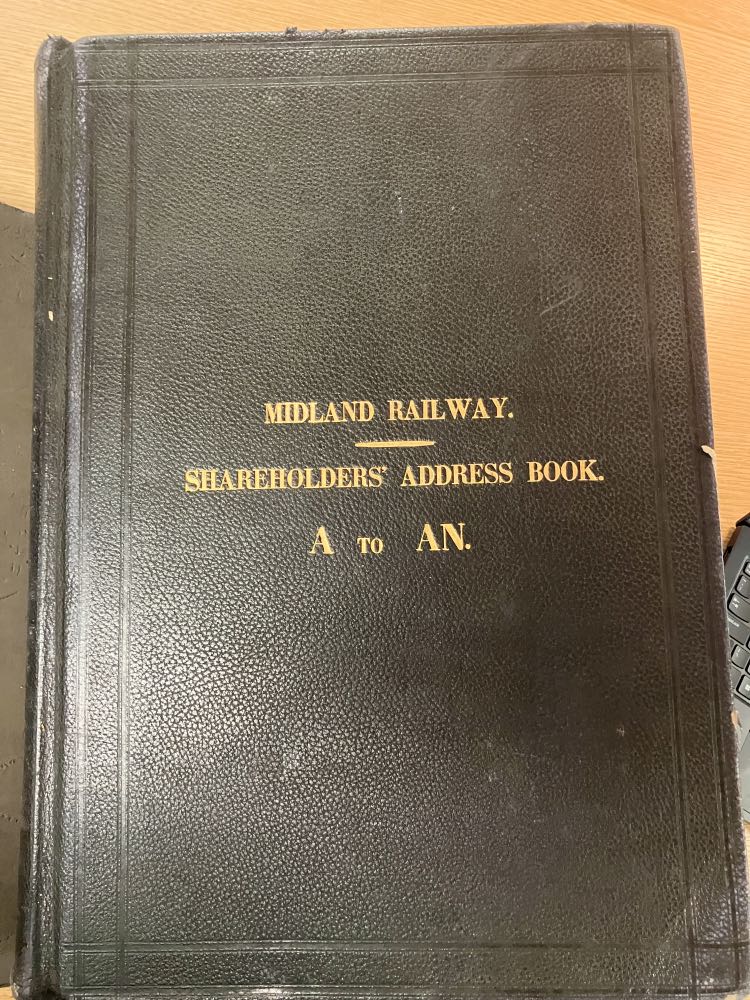 MIDLAND RAILWAY.
SHAREHOLDERS' ADDRESS BOOK.
A TO AN.